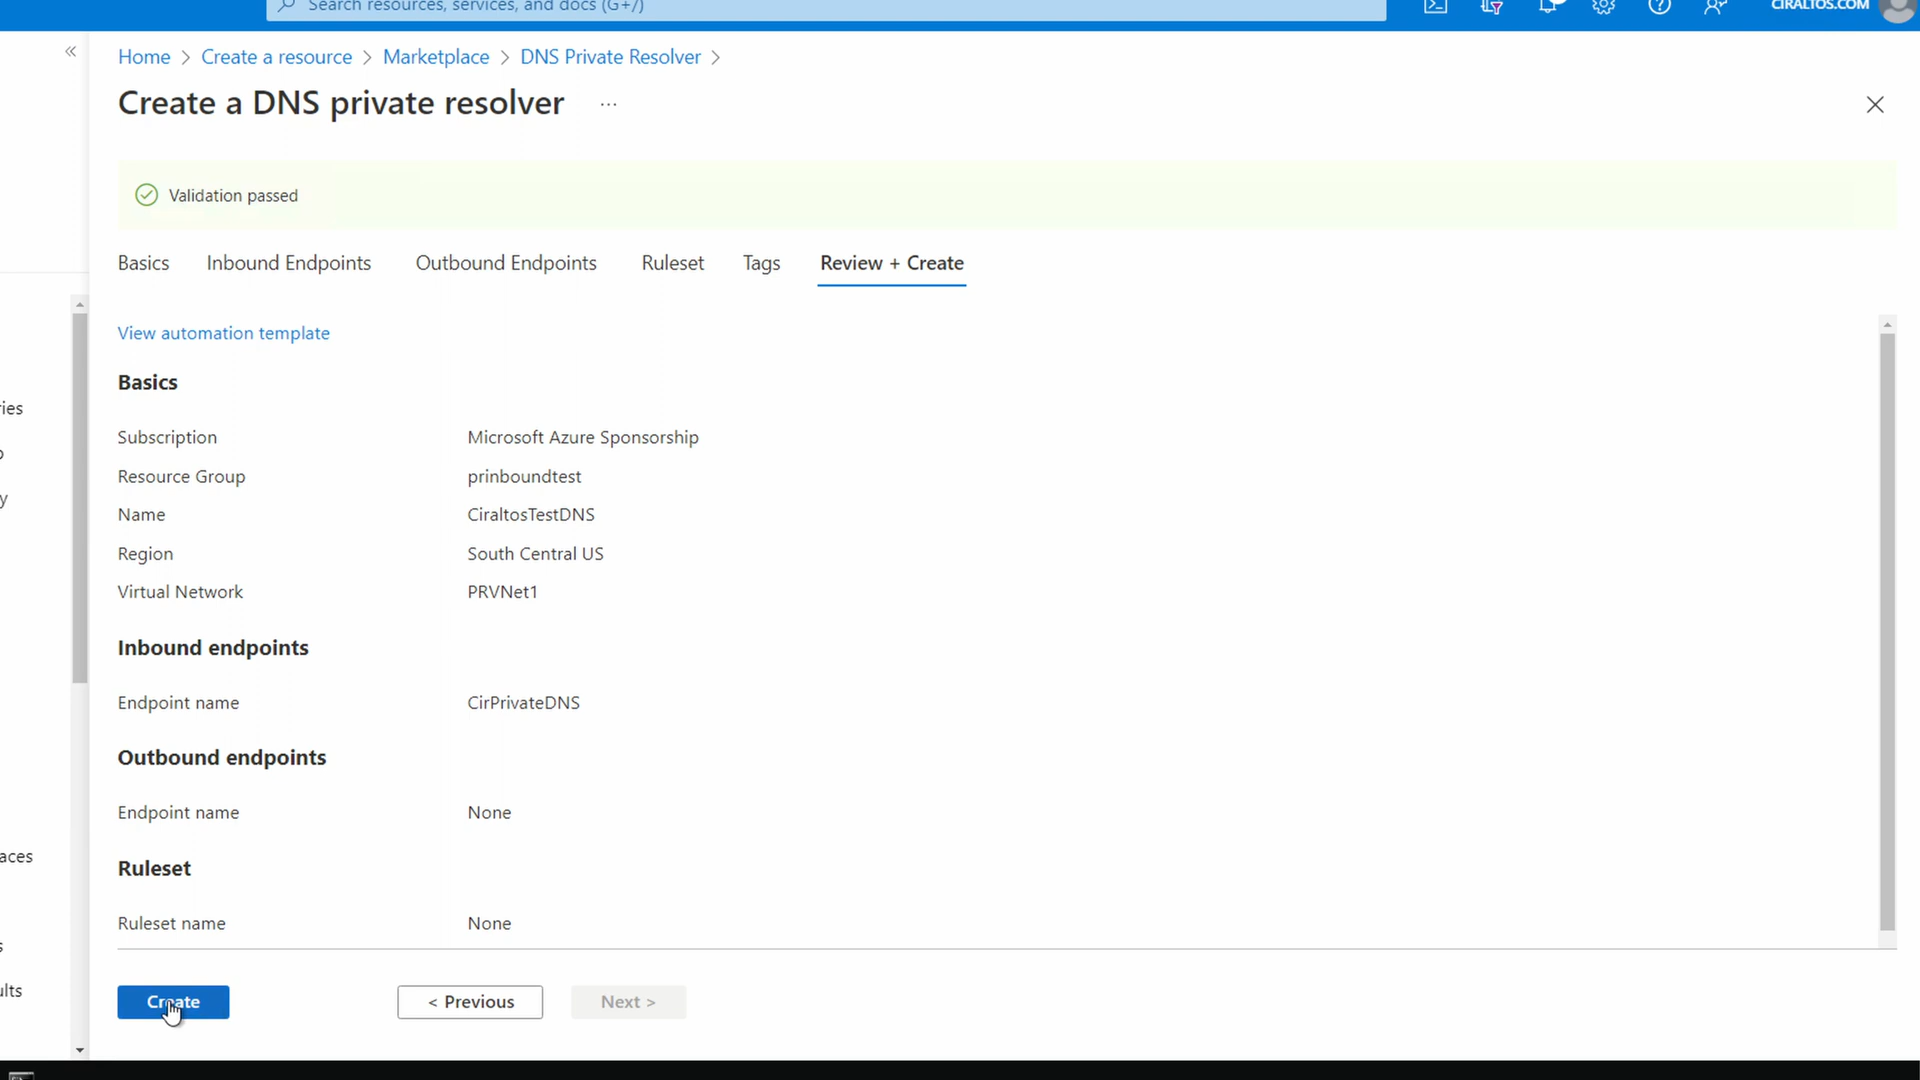 Search resources, services, and docs (G+/)
CIRALTOS.COM
Home > Create a resource > Marketplace > DNS Private Resolver >
Create a DNS private resolver ...
Validation passed
Basics Inbound Endpoints Outbound Endpoints Ruleset Tags Review + Create
View automation template
Basics
Subscription Microsoft Azure Sponsorship
Resource Group prinboundtest
Name CiraltosTestDNS
Region South Central US
Virtual Network PRVNet1
Inbound endpoints
Endpoint name CirPrivateDNS
Outbound endpoints
Endpoint name None
Ruleset
Ruleset name None
Create < Previous Next >
ries
y
aces
s
ults